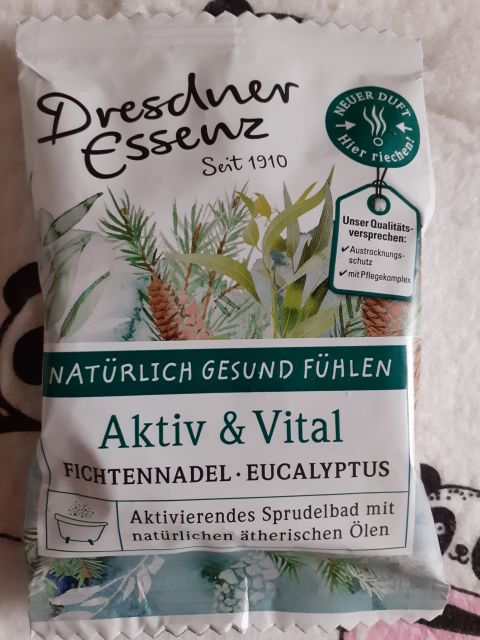 Dresdner
Essenz
Seit 1910
NEUER DUFT
Hier riechen!
Unser Qualitäts-
versprechen:
✓Austrocknungs-
schutz
✓mit Pflegekomplex
NATÜRLICH GESUND FÜHLEN
Aktiv & Vital
FICHTENNADEL · EUCALYPTUS
Aktivierendes Sprudelbad mit
natürlichen ätherischen Ölen